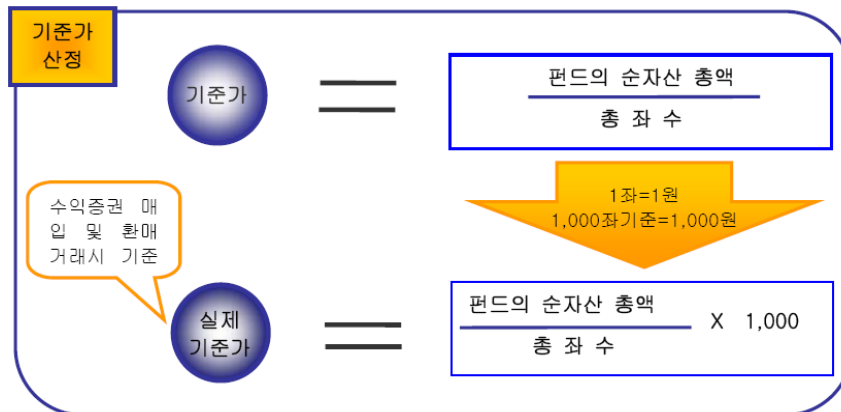 기준가
산정
기준가
펀드의 순자산 총액
총 좌 수
1좌=1원
1,000좌기준=1,000원
수익증권 매
입 및 환매
거래시 기준
실제
기준가
펀드의 순자산 총액
총 좌 수
X 1,000